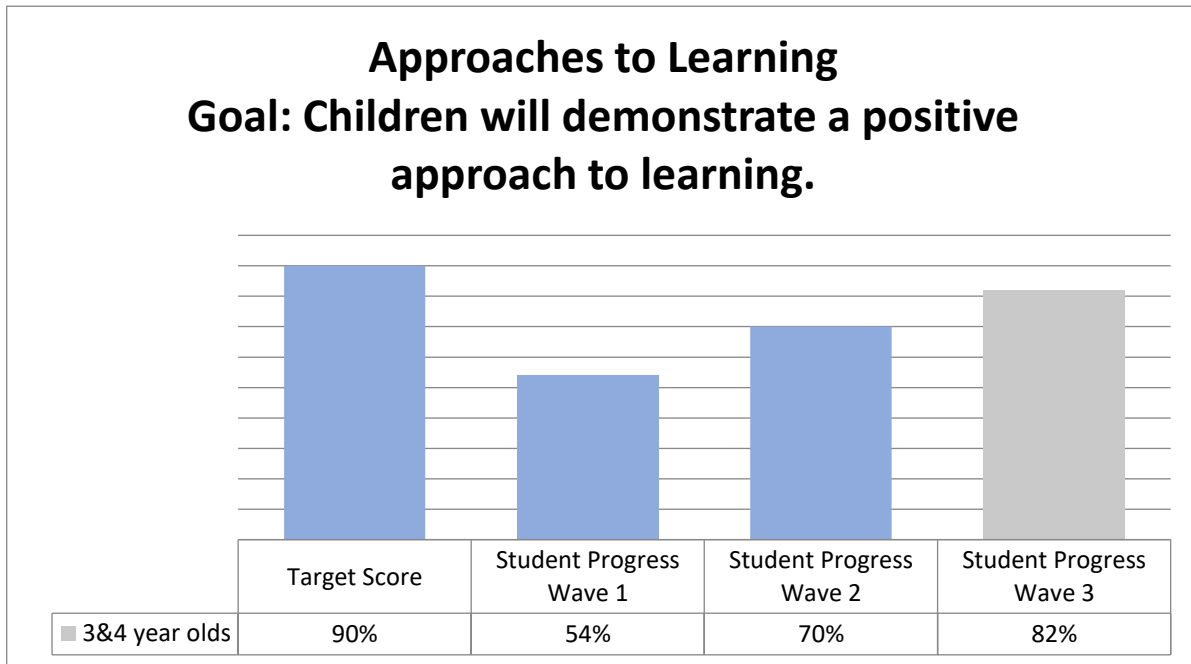 Approaches to Learning
Goal: Children will demonstrate a positive
approach to learning.
Target Score
Student Progress
Wave 1
Student Progress
Wave 2
Student Progress
Wave 3
3&4 year olds 90% 54% 70% 82%